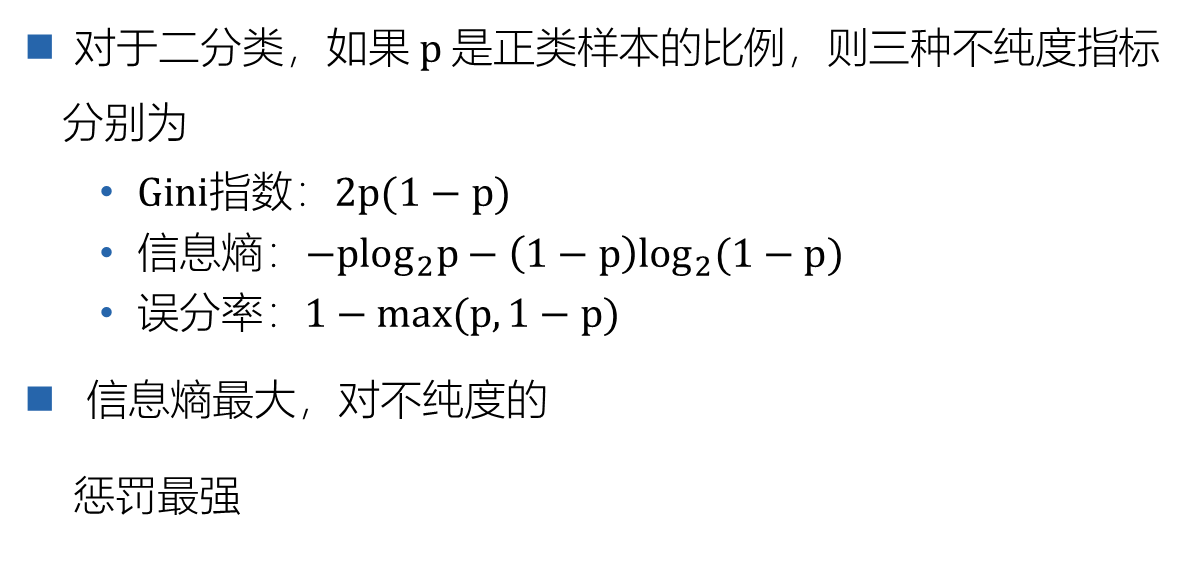 ■ 对于二分类，如果 p 是正类样本的比例，则三种不纯度指标
分别为
• Gini指数：2p(1 − p)
• 信息熵：−plog₂p − (1 − p)log₂(1 − p)
• 误分率：1 − max(p, 1 − p)
■ 信息熵最大，对不纯度的
惩罚最强